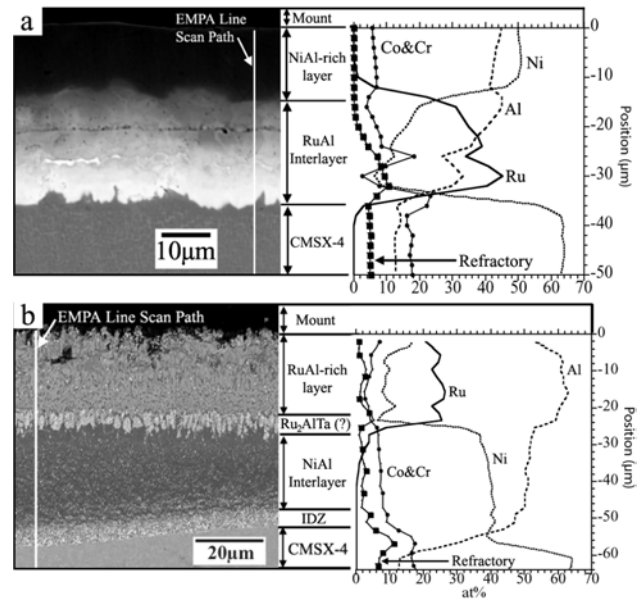 a
EMPA Line
Scan Path
10μm
Mount
NiAl-rich
layer
RuAl
Interlayer
CMSX-4
Co&Cr
Ni
Al
Ru
Refractory
0
-10
-20
-30
-40
-50
Position (μm)
0 10 20 30 40 50 60 70
b
EMPA Line Scan Path
20μm
Mount
RuAl-rich
layer
Ru₂AlTa (?)
NiAl
Interlayer
IDZ
CMSX-4
Al
Ru
Co&Cr
Ni
Refractory
0
-10
-20
-30
-40
-50
-60
Position (μm)
0 10 20 30 40 50 60 70
at%